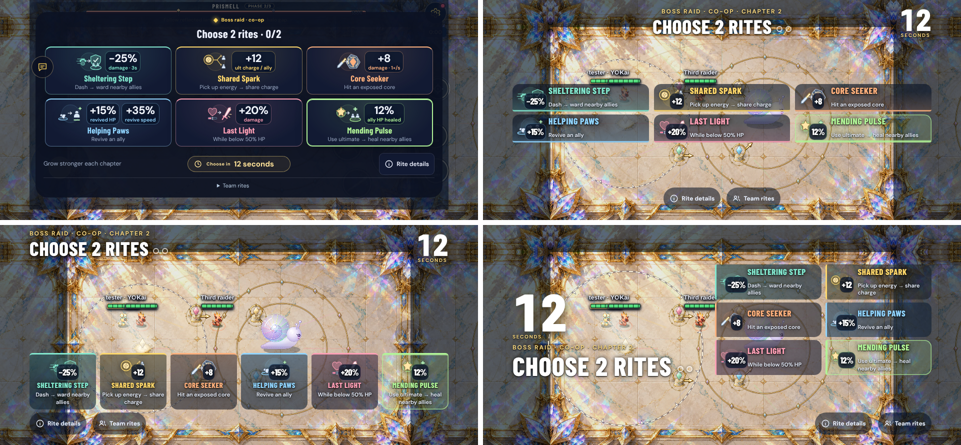 PRISMELL PHASE 2/2
Boss raid · co-op
Choose 2 rites · 0/2
-25%
damage · 3s
Sheltering Step
Dash → ward nearby allies
+12
ult charge / ally
Shared Spark
Pick up energy → share charge
+8
damage · 1×/s
Core Seeker
Hit an exposed core
+15% +35%
revived HP revive speed
Helping Paws
Revive an ally
+20%
damage
Last Light
While below 50% HP
12%
ally HP healed
Mending Pulse
Use ultimate → heal nearby allies
Grow stronger each chapter
Choose in 12 seconds
Rite details
Team rites
BOSS RAID · CO-OP · CHAPTER 2
CHOOSE 2 RITES
12
SECONDS
tester YOKai Third raider
-25%
SHELTERING STEP
Dash → ward nearby allies
+12
SHARED SPARK
Pick up energy → share charge
+8
CORE SEEKER
Hit an exposed core
+15%
HELPING PAWS
Revive an ally
+20%
LAST LIGHT
While below 50% HP
12%
MENDING PULSE
Use ultimate → heal nearby allies
Rite details
Team rites
BOSS RAID · CO-OP · CHAPTER 2
CHOOSE 2 RITES
12
SECONDS
tester YOKai Third raider
-25%
SHELTERING STEP
Dash → ward nearby
allies
+12
SHARED SPARK
Pick up energy → share
charge
+8
CORE SEEKER
Hit an exposed core
+15%
HELPING PAWS
Revive an ally
+20%
LAST LIGHT
While below 50% HP
12%
MENDING PULSE
Use ultimate → heal
nearby allies
Rite details
Team rites
12
SECONDS
BOSS RAID · CO-OP · CHAPTER 2
CHOOSE 2 RITES
tester YOKai Third raider
-25%
SHELTERING STEP
Dash → ward nearby
allies
+12
SHARED SPARK
Pick up energy → share
charge
+8
CORE SEEKER
Hit an exposed core
+15%
HELPING PAWS
Revive an ally
+20%
LAST LIGHT
While below 50% HP
12%
MENDING PULSE
Use ultimate → heal
nearby allies
Rite details
Team rites